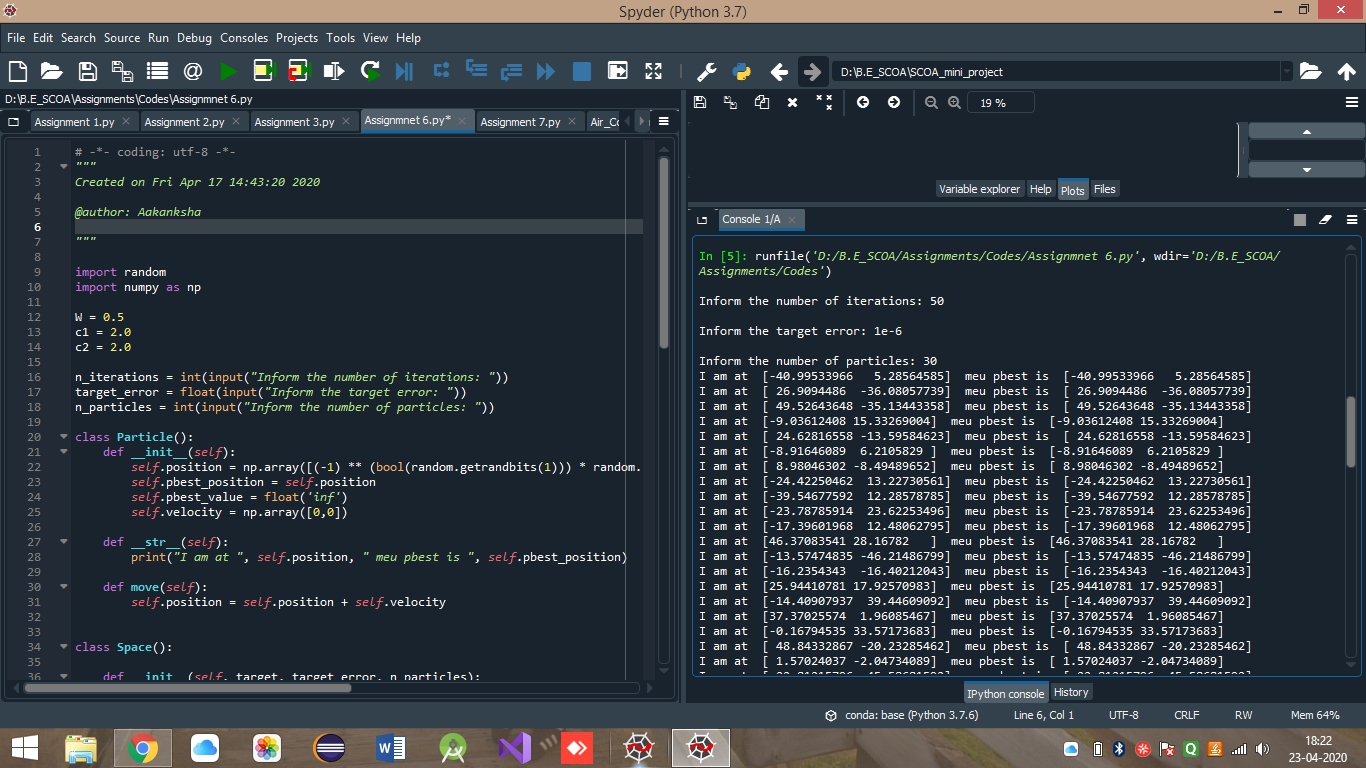 Spyder (Python 3.7)
File Edit Search Source Run Debug Consoles Projects Tools View Help
D:\B.E_SCOA\SCOA_mini_project
D:\B.E_SCOA\Assignments\Codes\Assignmnet 6.py
Assignment 1.py Assignment 2.py Assignment 3.py Assignmnet 6.py* Assignment 7.py Air_Co
1 # -*- coding: utf-8 -*-
2 """
3 Created on Fri Apr 17 14:43:20 2020
4
5 @author: Aakanksha
6
7 """
8
9 import random
10 import numpy as np
11
12 W = 0.5
13 c1 = 2.0
14 c2 = 2.0
15
16 n_iterations = int(input("Inform the number of iterations: "))
17 target_error = float(input("Inform the target error: "))
18 n_particles = int(input("Inform the number of particles: "))
19
20 class Particle():
21 def __init__(self):
22 self.position = np.array([(-1) ** (bool(random.getrandbits(1))) * random.
23 self.pbest_position = self.position
24 self.pbest_value = float('inf')
25 self.velocity = np.array([0,0])
26
27 def __str__(self):
28 print("I am at ", self.position, " meu pbest is ", self.pbest_position)
29
30 def move(self):
31 self.position = self.position + self.velocity
32
33
34 class Space():
35
36 def __init__(self, target, target_error, n_particles):
19 %
Variable explorer Help Plots Files
Console 1/A
In [5]: runfile('D:/B.E_SCOA/Assignments/Codes/Assignmnet 6.py', wdir='D:/B.E_SCOA/
Assignments/Codes')
Inform the number of iterations: 50
Inform the target error: 1e-6
Inform the number of particles: 30
I am at [-40.99533966 5.28564585] meu pbest is [-40.99533966 5.28564585]
I am at [ 26.9094486 -36.08057739] meu pbest is [ 26.9094486 -36.08057739]
I am at [ 49.52643648 -35.13443358] meu pbest is [ 49.52643648 -35.13443358]
I am at [-9.03612408 15.33269004] meu pbest is [-9.03612408 15.33269004]
I am at [ 24.62816558 -13.59584623] meu pbest is [ 24.62816558 -13.59584623]
I am at [-8.91646089 6.2105829 ] meu pbest is [-8.91646089 6.2105829 ]
I am at [ 8.98046302 -8.49489652] meu pbest is [ 8.98046302 -8.49489652]
I am at [-24.42250462 13.22730561] meu pbest is [-24.42250462 13.22730561]
I am at [-39.54677592 12.28578785] meu pbest is [-39.54677592 12.28578785]
I am at [-23.78785914 23.62253496] meu pbest is [-23.78785914 23.62253496]
I am at [-17.39601968 12.48062795] meu pbest is [-17.39601968 12.48062795]
I am at [46.37083541 28.16782 ] meu pbest is [46.37083541 28.16782 ]
I am at [-13.57474835 -46.21486799] meu pbest is [-13.57474835 -46.21486799]
I am at [-16.2354343 -16.40212043] meu pbest is [-16.2354343 -16.40212043]
I am at [25.94410781 17.92570983] meu pbest is [25.94410781 17.92570983]
I am at [-14.40907937 39.44609092] meu pbest is [-14.40907937 39.44609092]
I am at [37.37025574 1.96085467] meu pbest is [37.37025574 1.96085467]
I am at [-0.16794535 33.57173683] meu pbest is [-0.16794535 33.57173683]
I am at [ 48.84332867 -20.23285462] meu pbest is [ 48.84332867 -20.23285462]
I am at [ 1.57024037 -2.04734089] meu pbest is [ 1.57024037 -2.04734089]
IPython console History
conda: base (Python 3.7.6) Line 6, Col 1 UTF-8 CRLF RW Mem 64%
18:22
23-04-2020